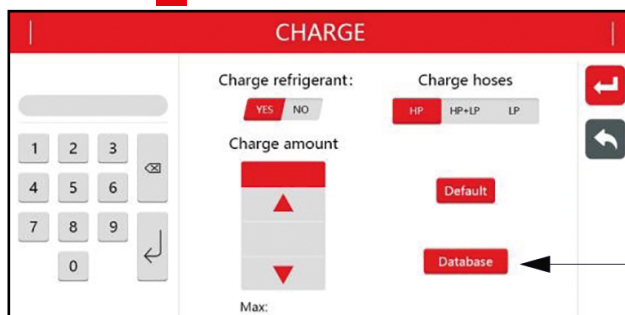 CHARGE
Charge refrigerant:
YES NO
Charge hoses
HP HP+LP LP
Charge amount
1 2 3
4 5 6
7 8 9
0
Default
Database
Max: